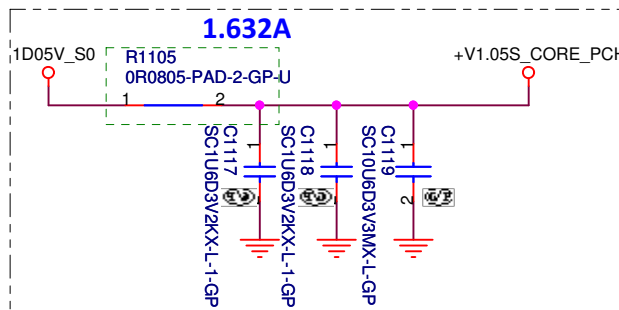 1.632A
1D05V_S0
R1105
0R0805-PAD-2-GP-U
+V1.05S_CORE_PCH
1
2
C1117
SC1U6D3V2KX-L-1-GP
1
C1118
SC1U6D3V2KX-L-1-GP
1
C1119
SC10U6D3V3MX-L-GP
1
2